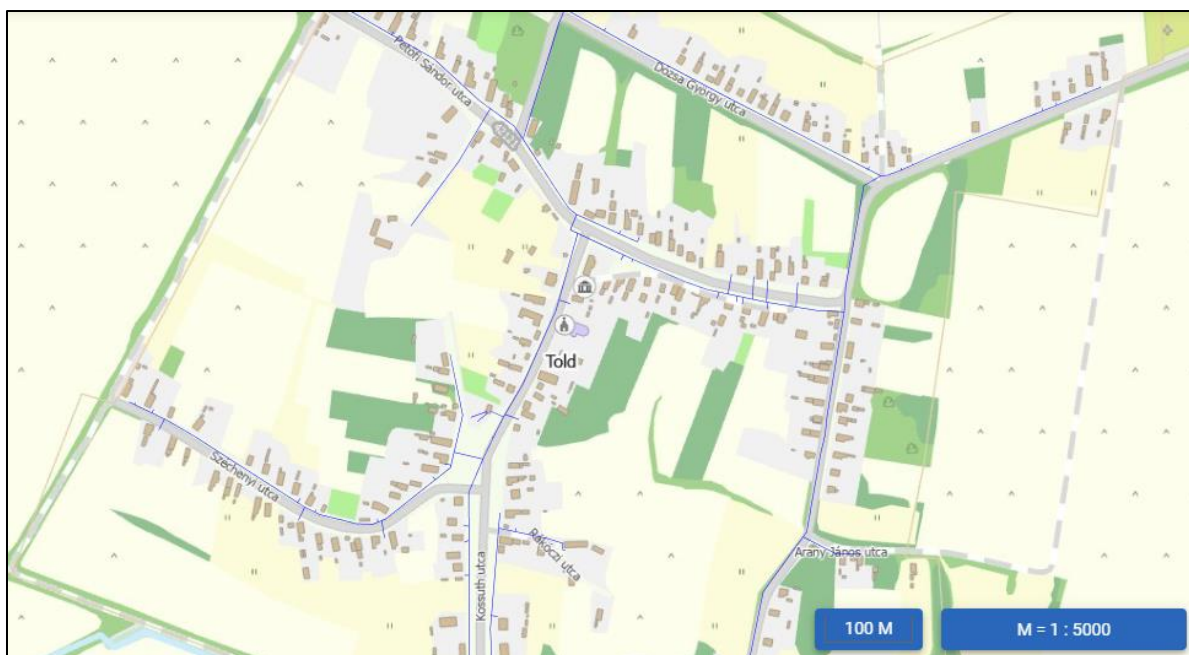 Petőfi Sándor utca
Dózsa György utca
Told
Széchenyi utca
Rákóczi utca
Kossuth utca
Arany János utca
100 M
M = 1 : 5000